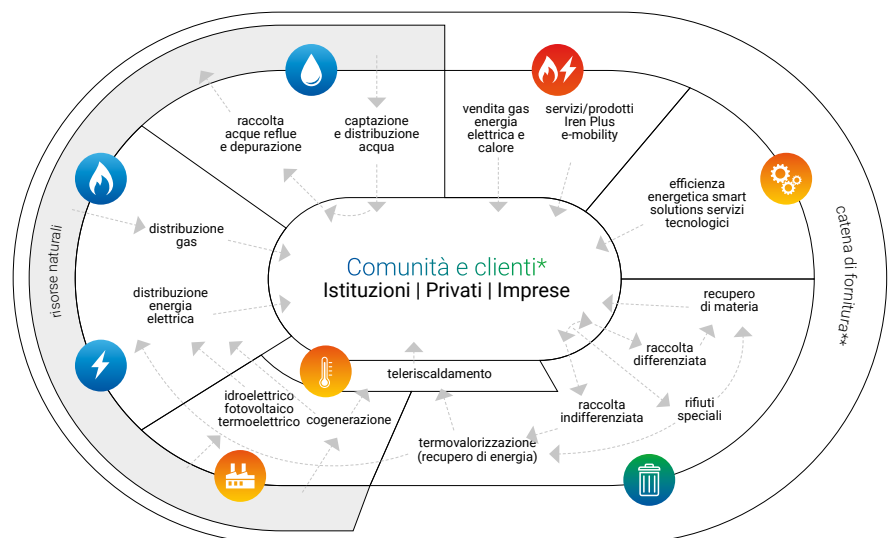 raccolta
acque reflue
e depurazione
captazione
e distribuzione
acqua
vendita gas
energia
elettrica e
calore
servizi/prodotti
Iren Plus
e-mobility
efficienza
energetica smart
solutions servizi
tecnologici
catena di fornitura**
risorse naturali
distribuzione
gas
distribuzione
energia
elettrica
Comunità e clienti*
Istituzioni | Privati | Imprese
recupero
di materia
raccolta
differenziata
teleriscaldamento
idroelettrico
fotovoltaico
termoelettrico
cogenerazione
raccolta
indifferenziata
rifiuti
speciali
termovalorizzazione
(recupero di energia)